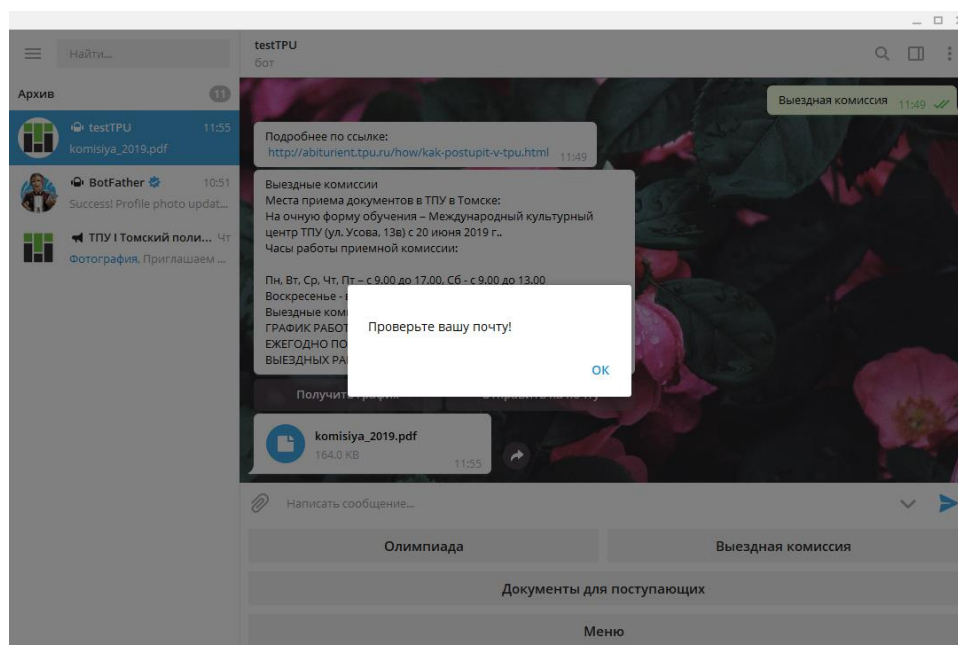 Найти...
testTPU
бот
Архив
11
testTPU 11:55
komisiya_2019.pdf
BotFather 10:51
Success! Profile photo updat...
ТПУ I Томский поли... Чт
Фотография, Приглашаем ...
Выездная комиссия 11:49
Подробнее по ссылке:
http://abiturient.tpu.ru/how/kak-postupit-v-tpu.html 11:49
Выездные комиссии
Места приема документов в ТПУ в Томске:
На очную форму обучения – Международный культурный
центр ТПУ (ул. Усова, 13в) с 20 июня 2019 г..
Часы работы приемной комиссии:
Пн, Вт, Ср, Чт, Пт – с 9.00 до 17.00, Сб - с 9.00 до 13.00
Воскресенье -
Выездные
ГРАФИК
ЕЖЕГОДНО ПО
ВЫЕЗДНЫХ
Проверьте вашу почту!
ОК
komisiya_2019.pdf
164.0 KB
11:55
Написать сообщение...
Олимпиада
Выездная комиссия
Документы для поступающих
Меню